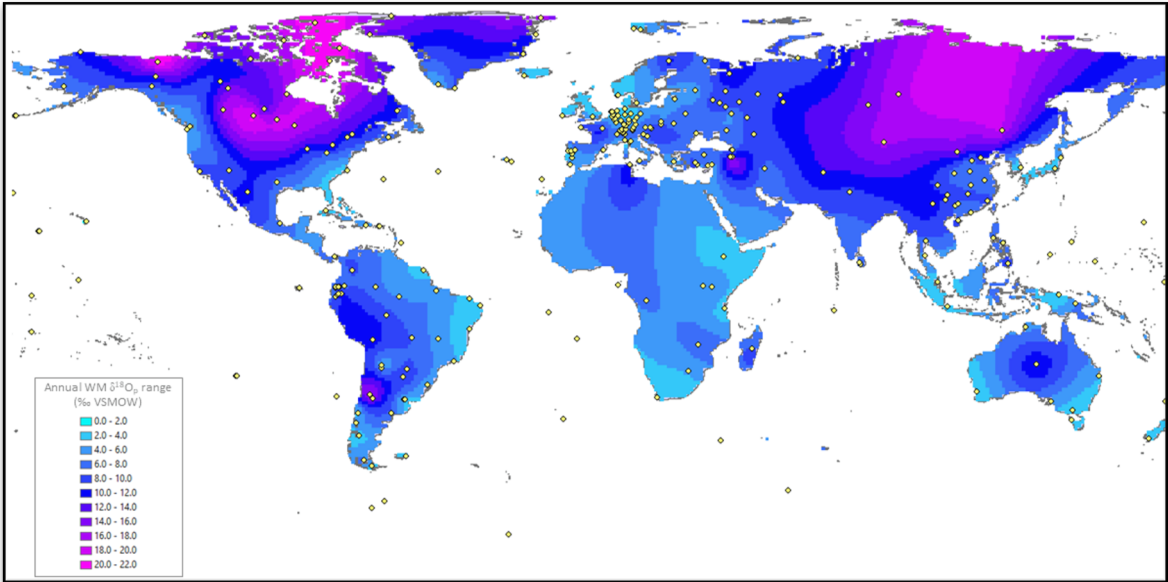 Annual WM δ¹⁸Oₚ range
(‰ VSMOW)
0.0 - 2.0
2.0 - 4.0
4.0 - 6.0
6.0 - 8.0
8.0 - 10.0
10.0 - 12.0
12.0 - 14.0
14.0 - 16.0
16.0 - 18.0
18.0 - 20.0
20.0 - 22.0